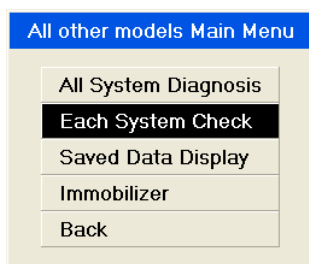 All other models Main Menu
All System Diagnosis
Each System Check
Saved Data Display
Immobilizer
Back